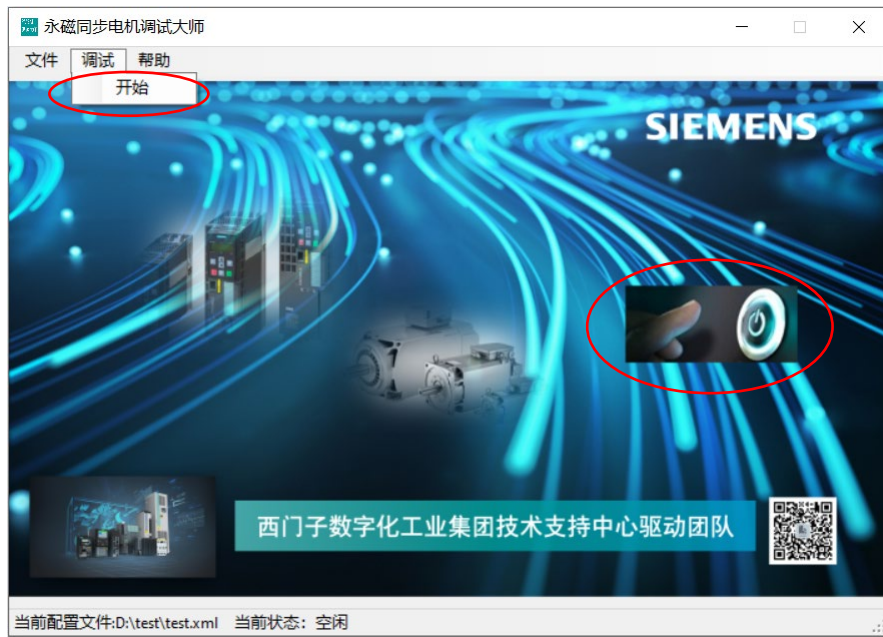 永磁同步电机调试大师
文件 调试 帮助
开始
SIEMENS
西门子数字化工业集团技术支持中心驱动团队
当前配置文件:D:\test\test.xml 当前状态：空闲